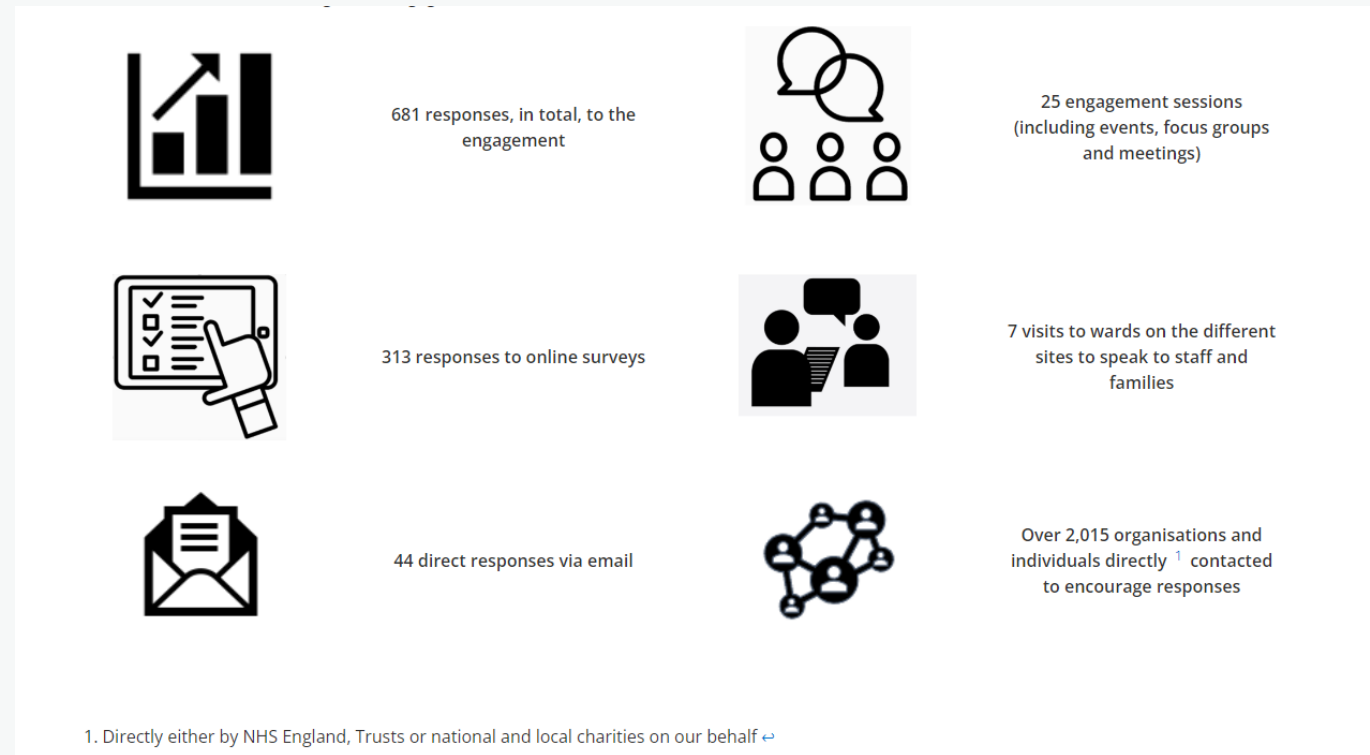 681 responses, in total, to the
engagement
25 engagement sessions
(including events, focus groups
and meetings)
313 responses to online surveys
7 visits to wards on the different
sites to speak to staff and
families
44 direct responses via email
Over 2,015 organisations and
individuals directly 1 contacted
to encourage responses
1. Directly either by NHS England, Trusts or national and local charities on our behalf ↩